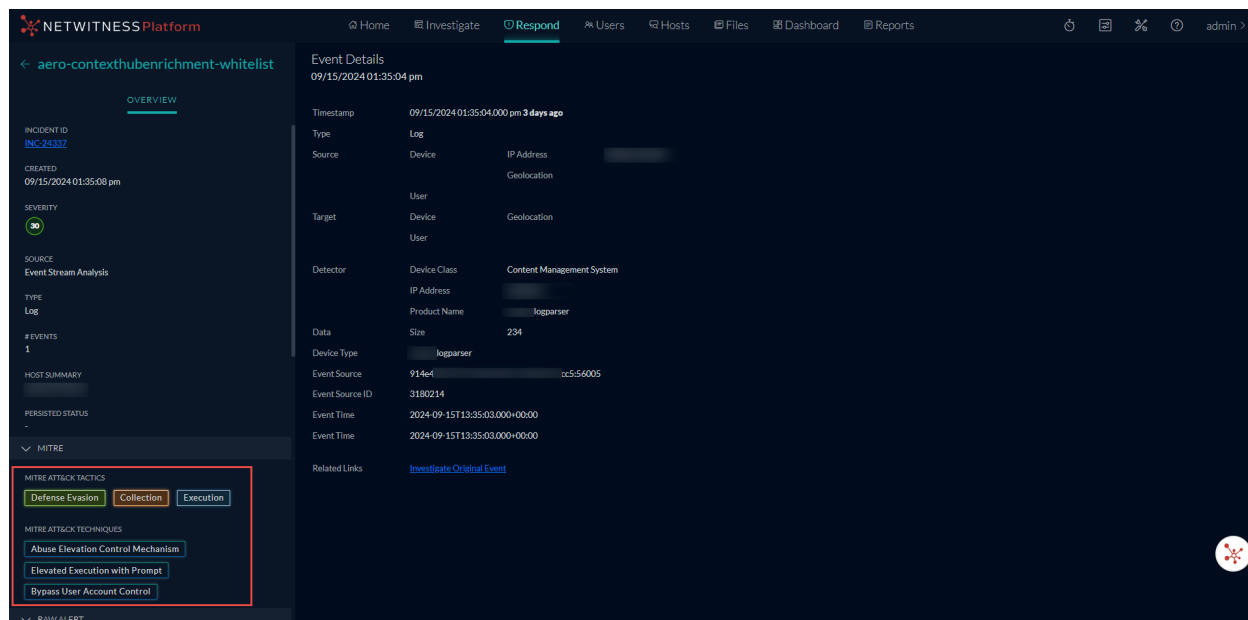 NETWITNESS Platform
Home Investigate Respond Users Hosts Files Dashboard Reports admin >
← aero-contexthubenrichment-whitelist
OVERVIEW
INCIDENT ID
INC-24337
CREATED
09/15/2024 01:35:08 pm
SEVERITY
30
SOURCE
Event Stream Analysis
TYPE
Log
# EVENTS
1
HOST SUMMARY
PERSISTED STATUS
-
MITRE
MITRE ATT&CK TACTICS
Defense Evasion Collection Execution
MITRE ATT&CK TECHNIQUES
Abuse Elevation Control Mechanism
Elevated Execution with Prompt
Bypass User Account Control
RAW ALERT
Event Details
09/15/2024 01:35:04 pm
Timestamp 09/15/2024 01:35:04.000 pm 3 days ago
Type Log
Source Device IP Address
Geolocation
User
Target Device Geolocation
User
Detector Device Class Content Management System
IP Address
Product Name logparser
Data Size 234
Device Type logparser
Event Source 914e4 cc5:56005
Event Source ID 3180214
Event Time 2024-09-15T13:35:03.000+00:00
Event Time 2024-09-15T13:35:03.000+00:00
Related Links Investigate Original Event